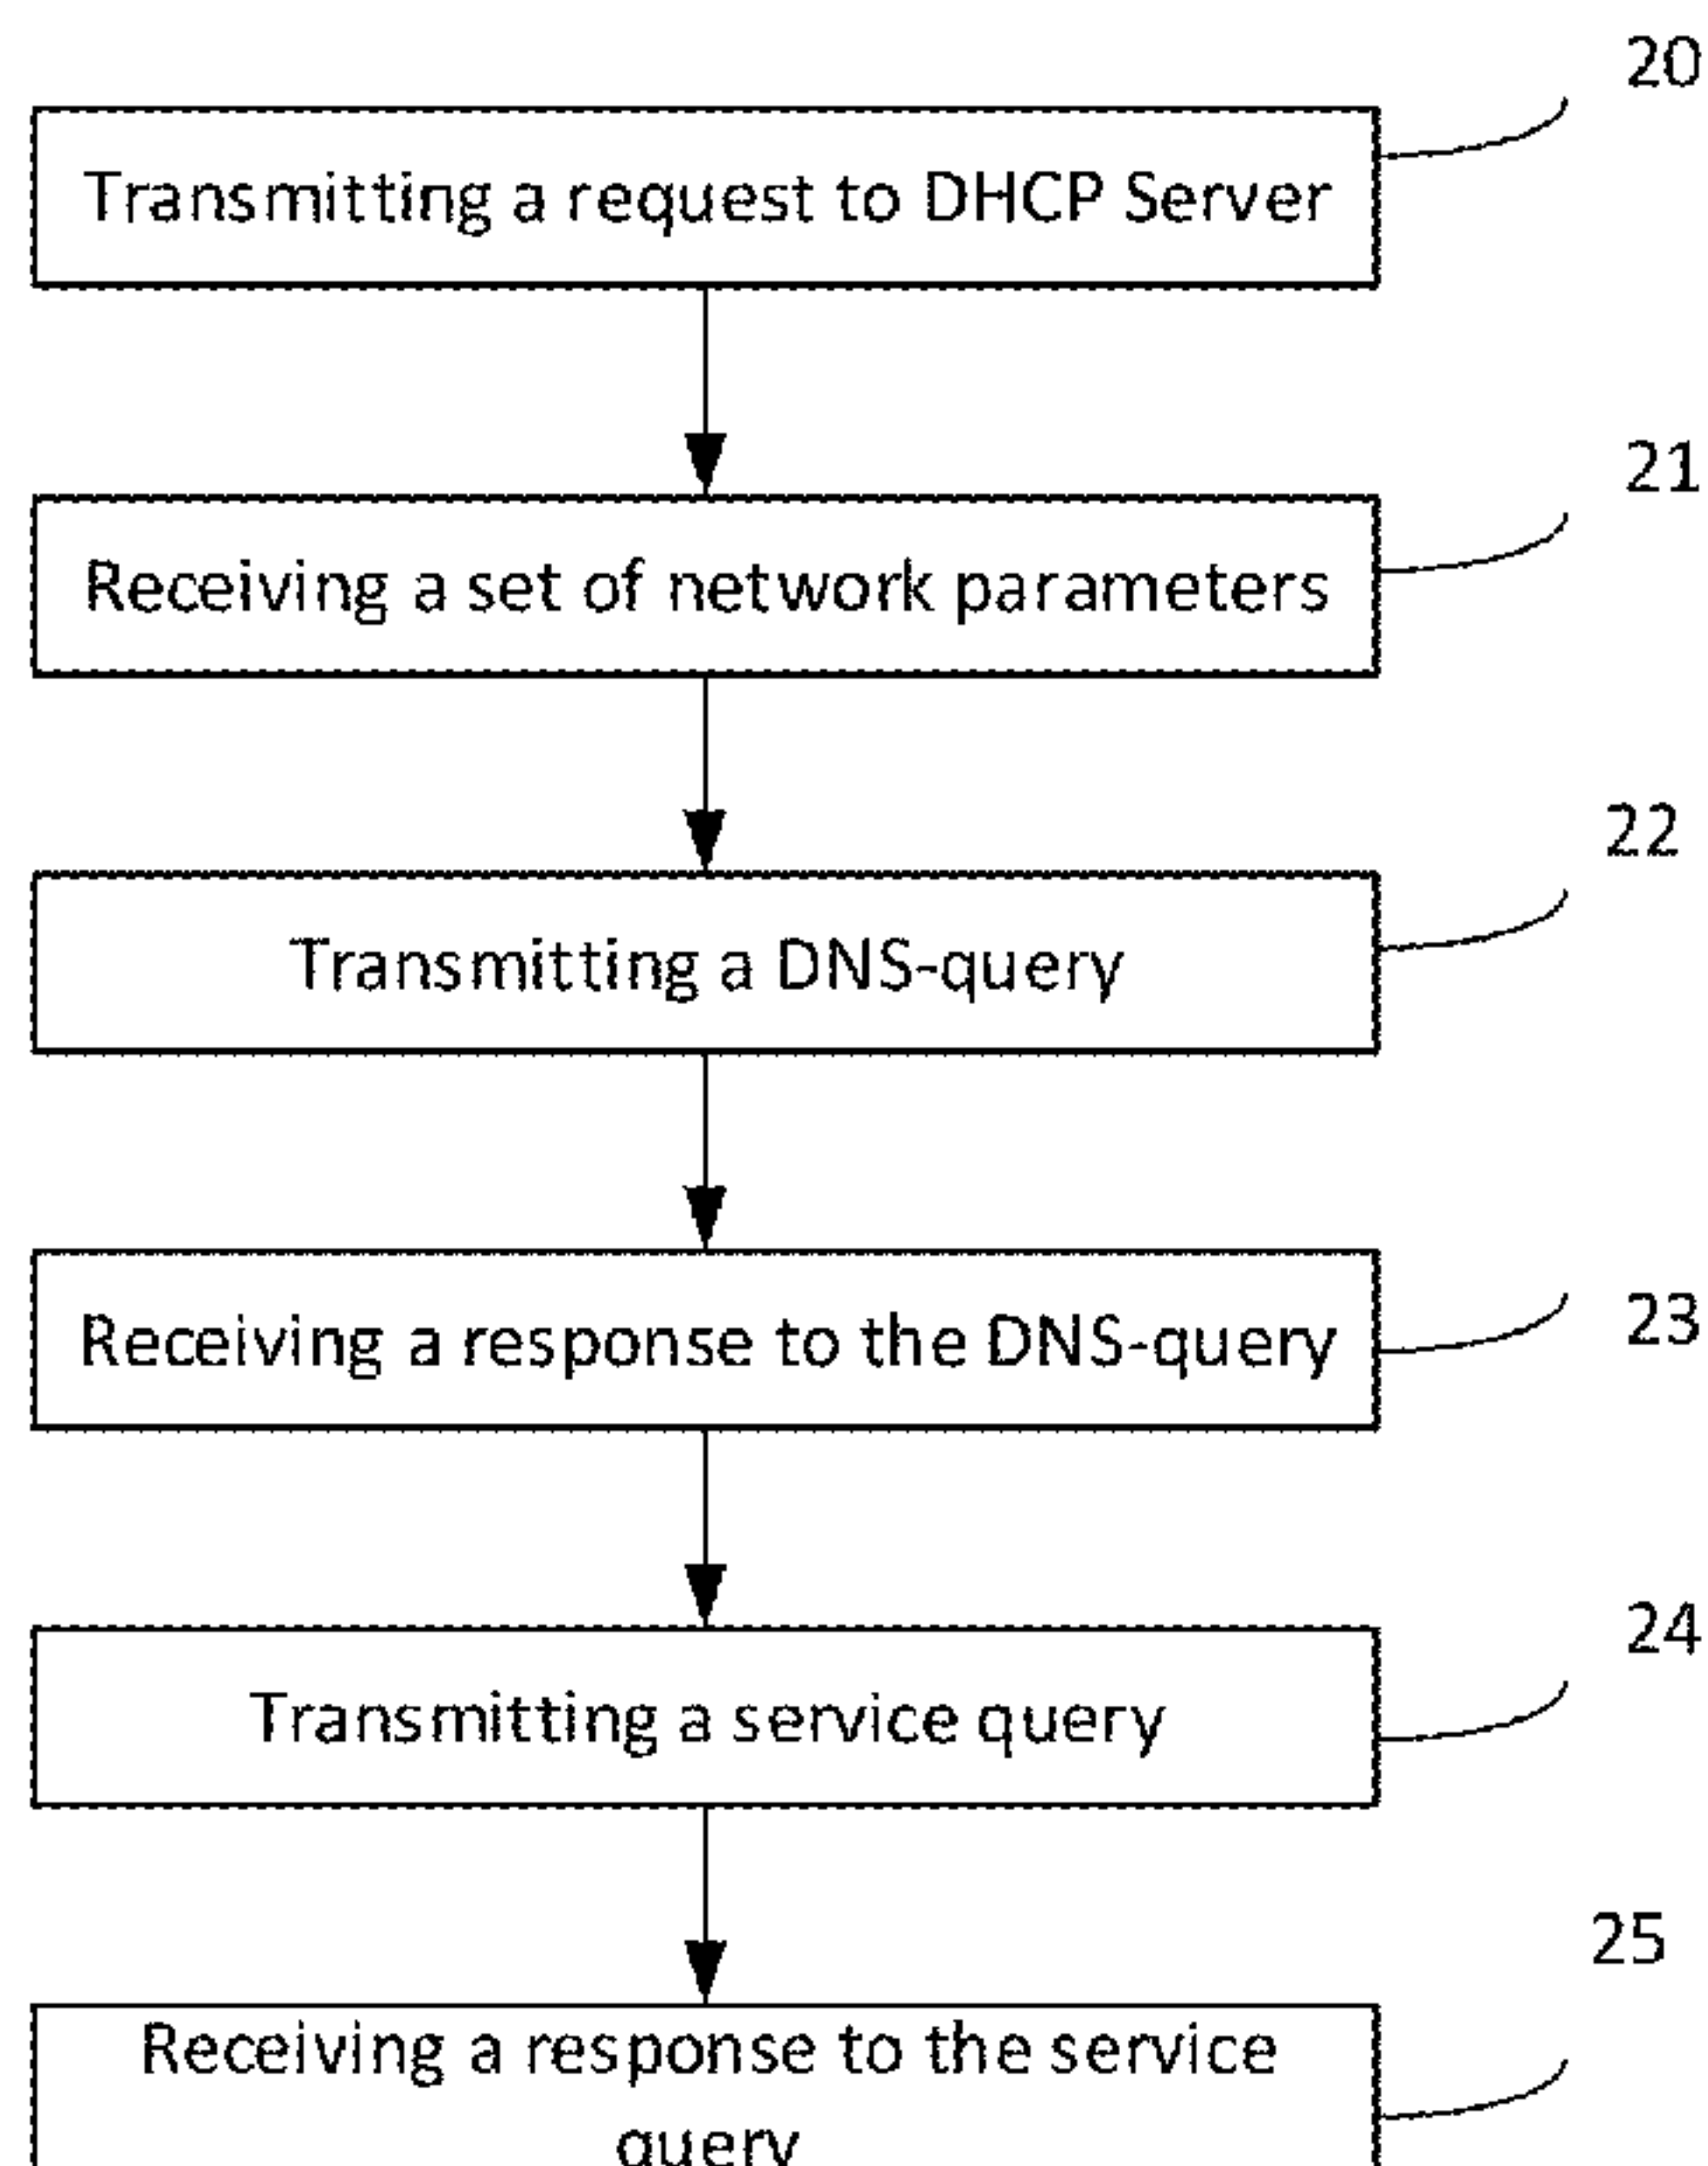 20
Transmitting a request to DHCP Server
21
Receiving a set of network parameters
22
Transmitting a DNS-query
23
Receiving a response to the DNS-query
24
Transmitting a service query
25
Receiving a response to the service
query